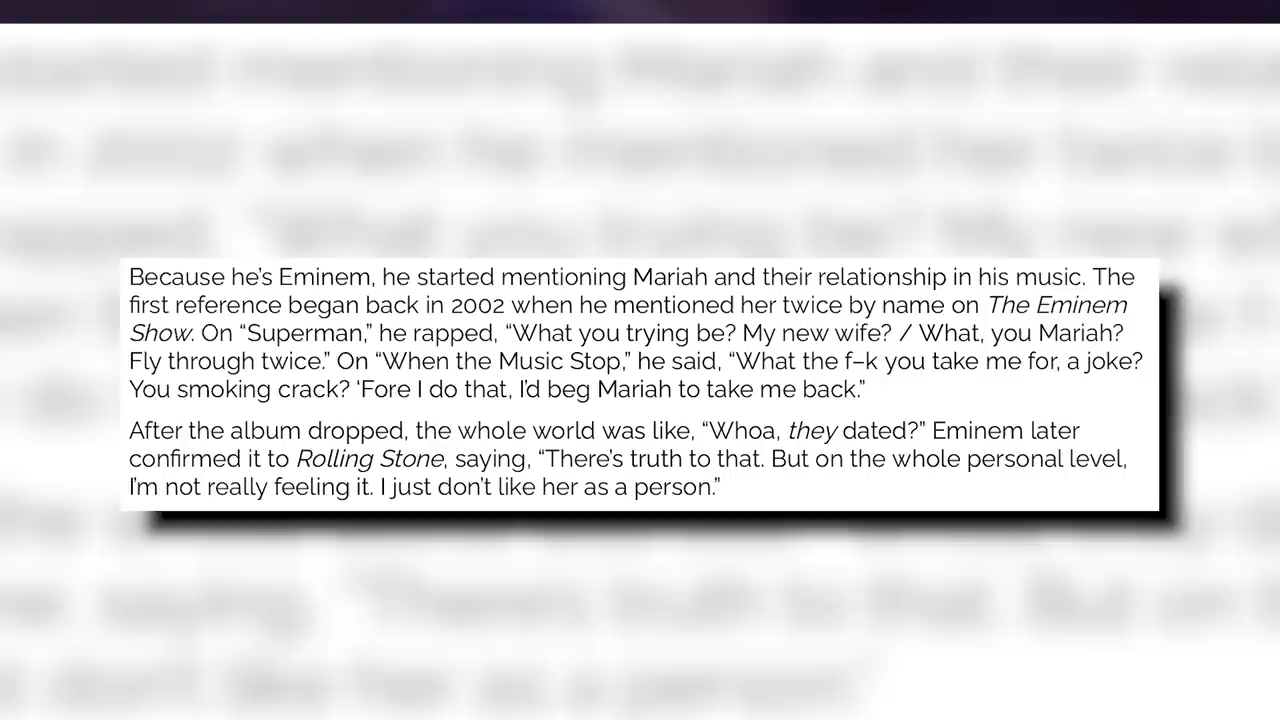 Because he’s Eminem, he started mentioning Mariah and their relationship in his music. The
first reference began back in 2002 when he mentioned her twice by name on The Eminem
Show. On “Superman,” he rapped, “What you trying be? My new wife? / What, you Mariah?
Fly through twice.” On “When the Music Stop,” he said, “What the f–k you take me for, a joke?
You smoking crack? ‘Fore I do that, I’d beg Mariah to take me back.”
After the album dropped, the whole world was like, “Whoa, they dated?” Eminem later
confirmed it to Rolling Stone, saying, “There’s truth to that. But on the whole personal level,
I’m not really feeling it. I just don’t like her as a person.”